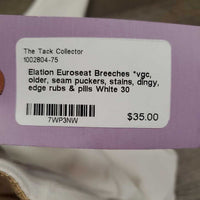 The Tack Collector
1002804-75
Elation Euroseat Breeches *vgc,
older, seam puckers, stains, dingy,
edge rubs & pills White 30
7WP3NW
$35.00